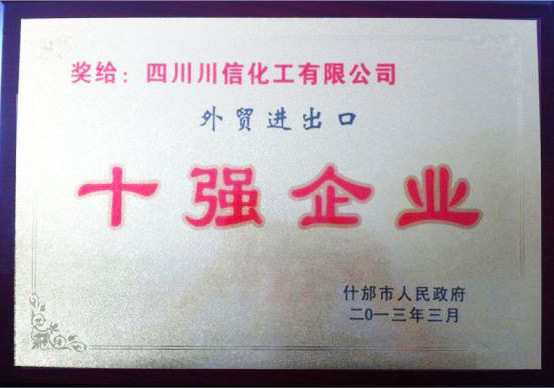 奖给：四川川信化工有限公司
外贸进出口
十强企业
什邡市人民政府
二〇一三年三月